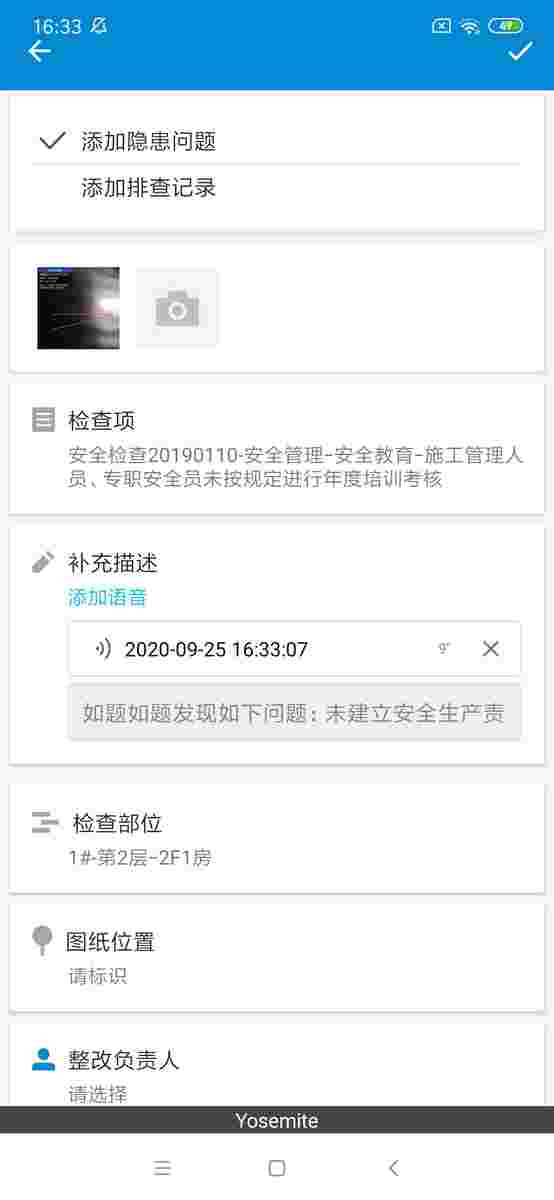 16:33
49
添加隐患问题
添加排查记录
检查项
安全检查20190110-安全管理-安全教育-施工管理人
员、专职安全员未按规定进行年度培训考核
补充描述
添加语音
2020-09-25 16:33:07
9"
如题如题发现如下问题：未建立安全生产责
检查部位
1#-第2层-2F1房
图纸位置
请标识
整改负责人
请选择
Yosemite